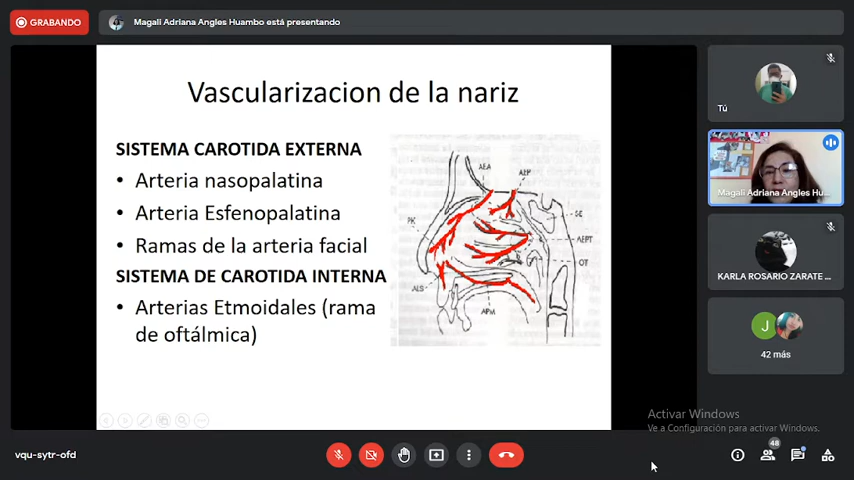 GRABANDO
Magali Adriana Angles Huambo está presentando
Vascularizacion de la nariz
SISTEMA CAROTIDA EXTERNA
• Arteria nasopalatina
• Arteria Esfenopalatina
• Ramas de la arteria facial
SISTEMA DE CAROTIDA INTERNA
• Arterias Etmoidales (rama
de oftálmica)
AEA
AEP
SE
PK
AEPT
OT
ALS
APM
Tú
Magali Adriana Angles Hu...
KARLA ROSARIO ZARATE ...
J
42 más
Activar Windows
Ve a Configuración para activar Windows.
vqu-sytr-ofd
48